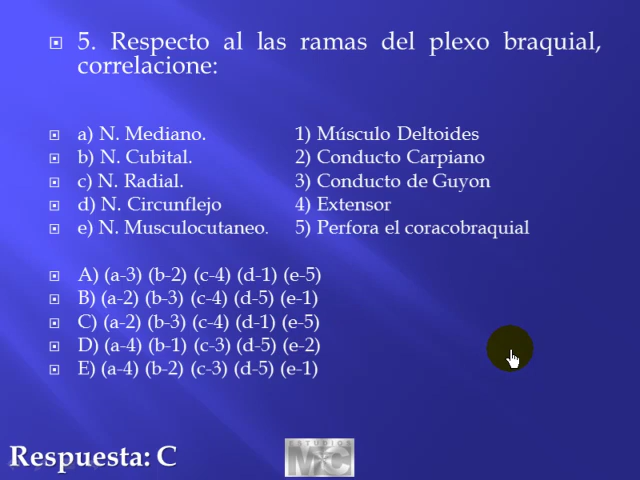 5. Respecto al las ramas del plexo braquial,
correlacione:
a) N. Mediano. 1) Músculo Deltoides
b) N. Cubital. 2) Conducto Carpiano
c) N. Radial. 3) Conducto de Guyon
d) N. Circunflejo 4) Extensor
e) N. Musculocutaneo. 5) Perfora el coracobraquial
A) (a-3) (b-2) (c-4) (d-1) (e-5)
B) (a-2) (b-3) (c-4) (d-5) (e-1)
C) (a-2) (b-3) (c-4) (d-1) (e-5)
D) (a-4) (b-1) (c-3) (d-5) (e-2)
E) (a-4) (b-2) (c-3) (d-5) (e-1)
Respuesta: C
ESTUDIOS
MC